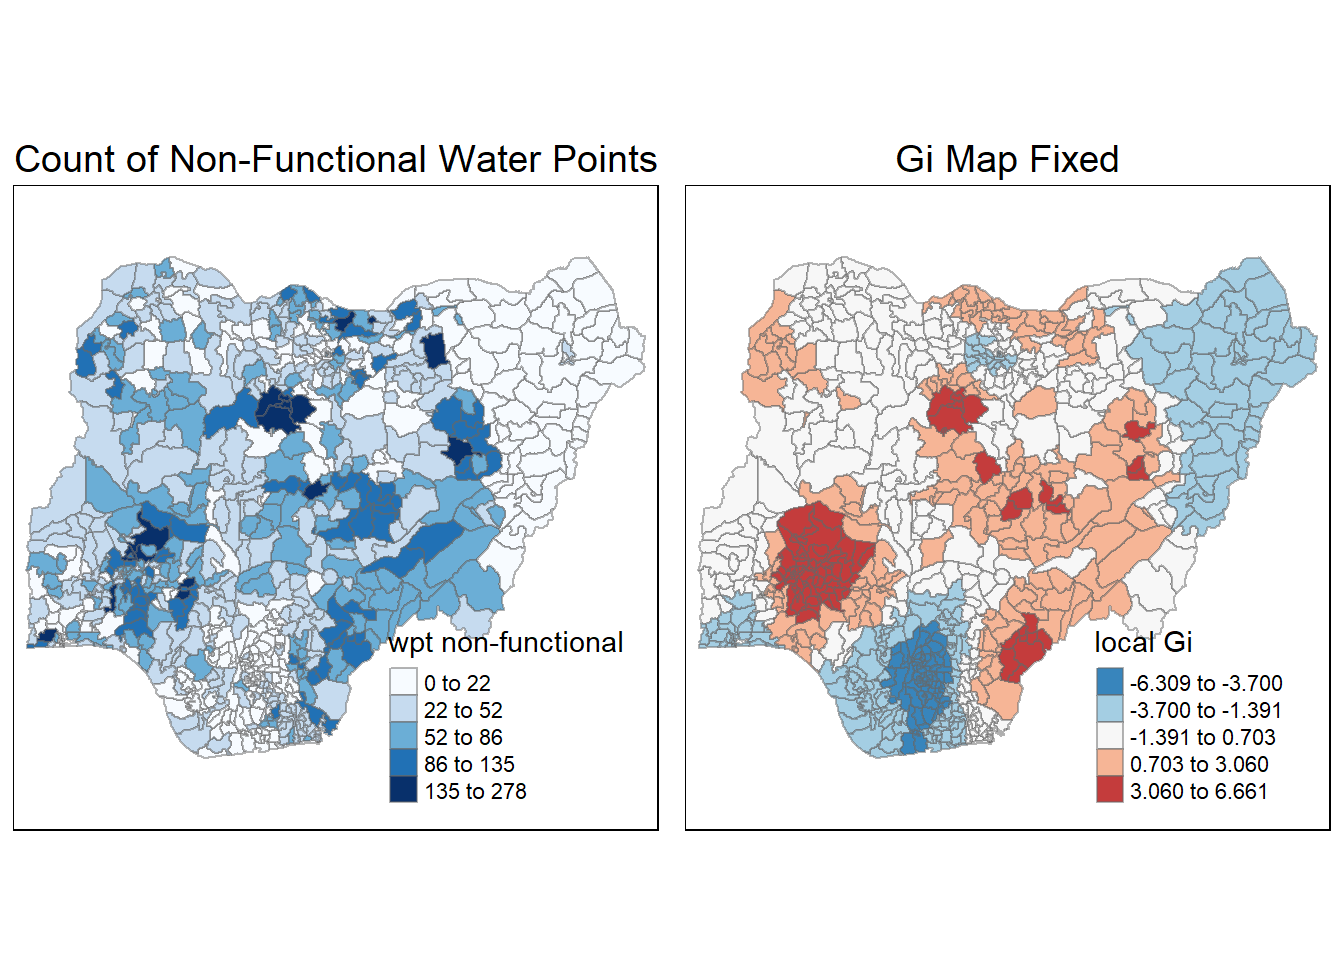 Count of Non-Functional Water Points
wpt non-functional
0 to 22
22 to 52
52 to 86
86 to 135
135 to 278
Gi Map Fixed
local Gi
-6.309 to -3.700
-3.700 to -1.391
-1.391 to 0.703
0.703 to 3.060
3.060 to 6.661